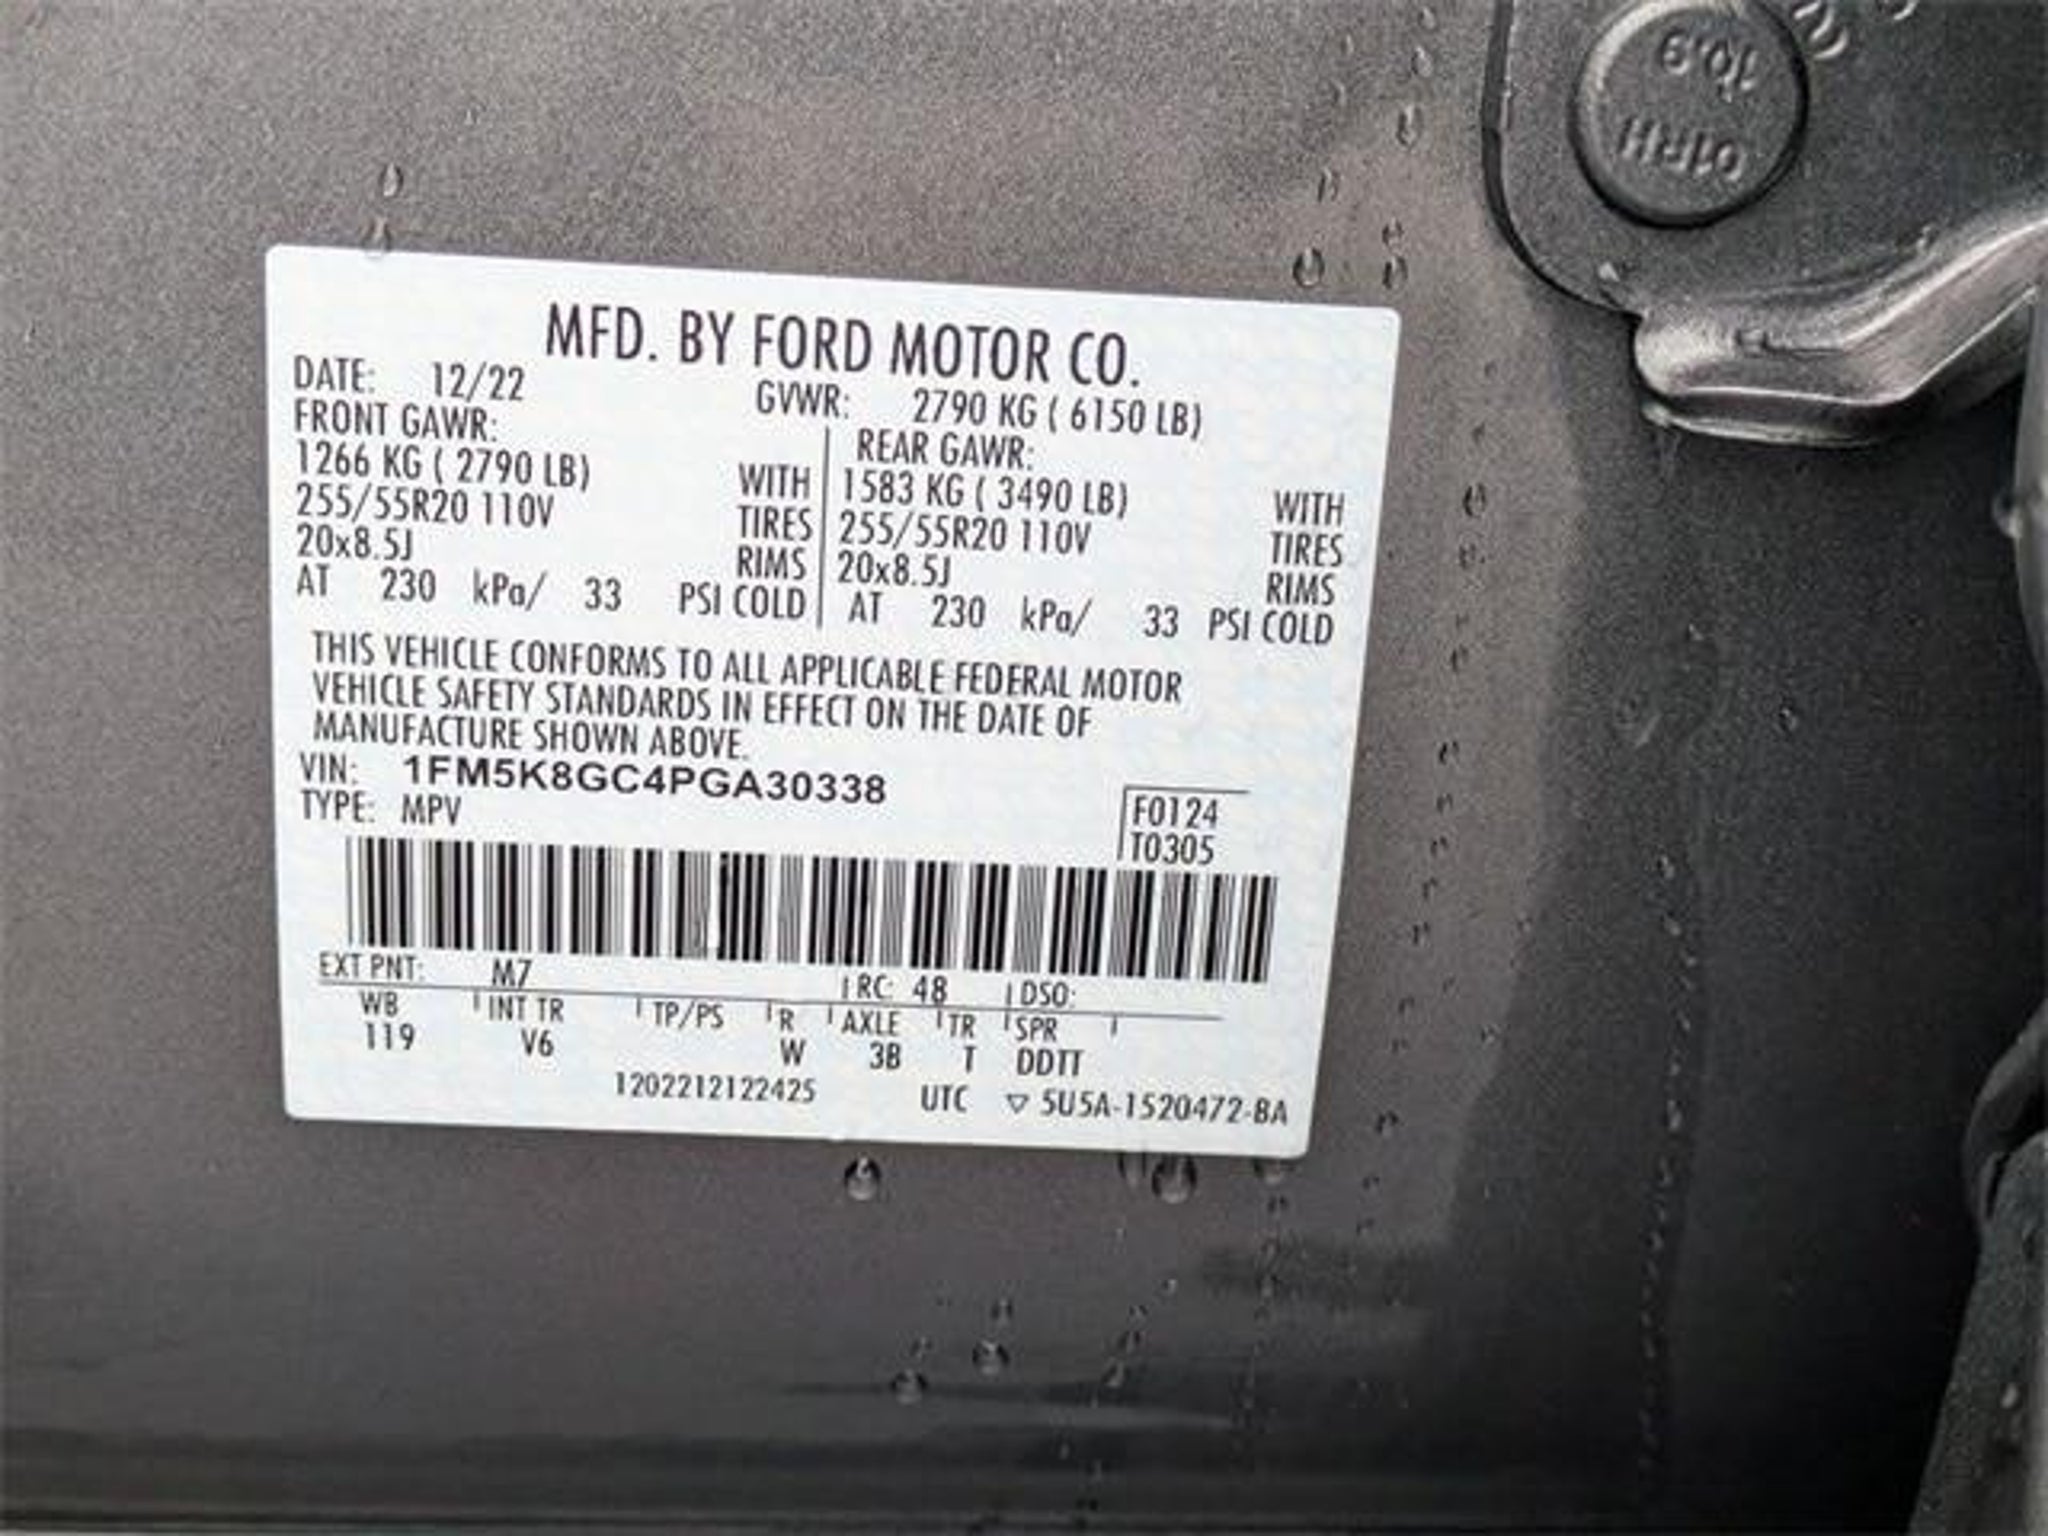 10.9
01RH
MFD. BY FORD MOTOR CO.
DATE: 12/22 GVWR: 2790 KG ( 6150 LB)
FRONT GAWR: REAR GAWR:
1266 KG ( 2790 LB) WITH 1583 KG ( 3490 LB) WITH
255/55R20 110V TIRES 255/55R20 110V TIRES
20x8.5J RIMS 20x8.5J RIMS
AT 230 kPa/ 33 PSI COLD AT 230 kPa/ 33 PSI COLD
THIS VEHICLE CONFORMS TO ALL APPLICABLE FEDERAL MOTOR
VEHICLE SAFETY STANDARDS IN EFFECT ON THE DATE OF
MANUFACTURE SHOWN ABOVE.
VIN: 1FM5K8GC4PGA30338
TYPE: MPV F0124
T0305
EXT PNT: M7 RC: 48 DSO:
WB INT TR TP/PS R AXLE TR SPR
119 V6 W 3B T DDTT
1202212122425 UTC ▽ 5U5A-1520472-BA